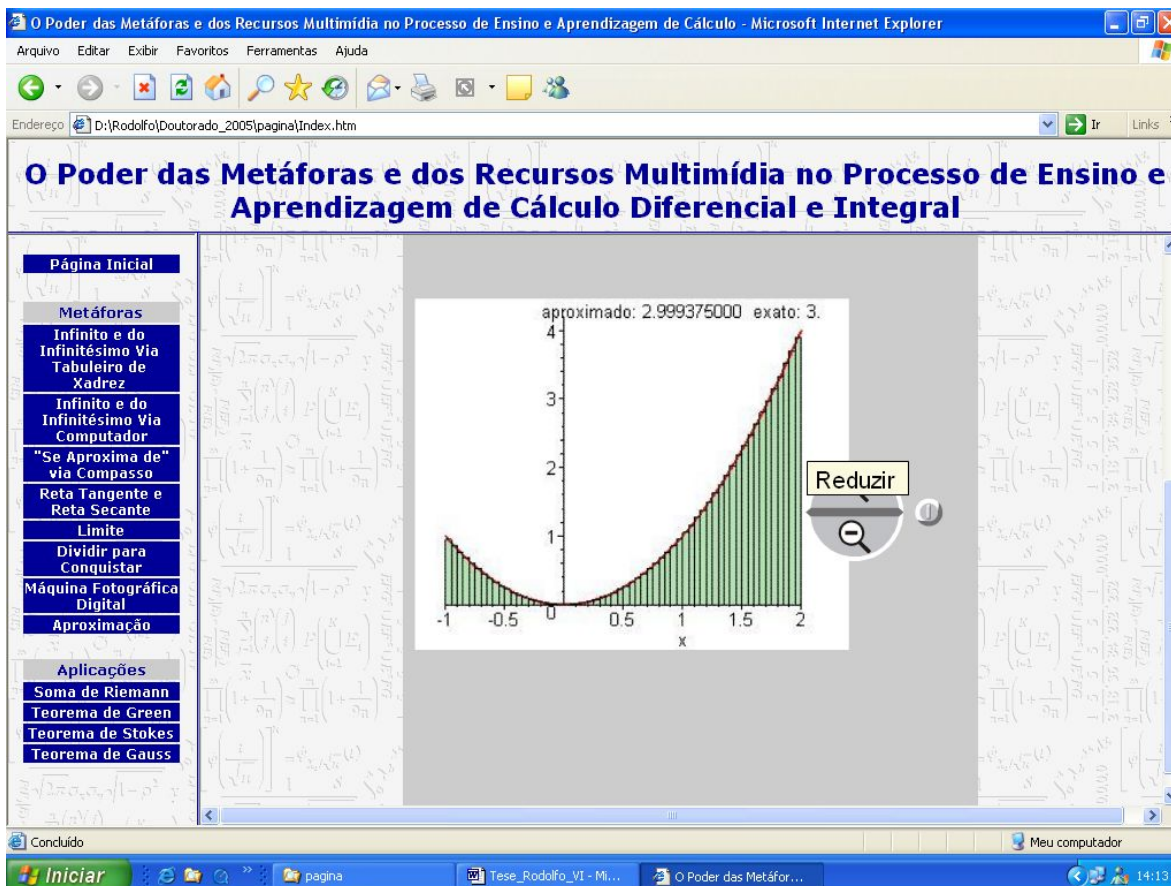 O Poder das Metáforas e dos Recursos Multimídia no Processo de Ensino e Aprendizagem de Cálculo - Microsoft Internet Explorer
Arquivo Editar Exibir Favoritos Ferramentas Ajuda
Endereço D:\Rodolfo\Doutorado_2005\pagina\Index.htm Ir Links
O Poder das Metáforas e dos Recursos Multimídia no Processo de Ensino e
Aprendizagem de Cálculo Diferencial e Integral
Página Inicial
Metáforas
Infinito e do
Infinitésimo Via
Tabuleiro de
Xadrez
Infinito e do
Infinitésimo Via
Computador
"Se Aproxima de"
via Compasso
Reta Tangente e
Reta Secante
Limite
Dividir para
Conquistar
Máquina Fotográfica
Digital
Aproximação
Aplicações
Soma de Riemann
Teorema de Green
Teorema de Stokes
Teorema de Gauss
aproximado: 2.999375000 exato: 3.
4
3
2
1
-1 -0.5 0 0.5 1 1.5 2
x
Reduzir
Concluído Meu computador
Iniciar pagina Tese_Rodolfo_VI - Mi... O Poder das Metáfor... 14:13